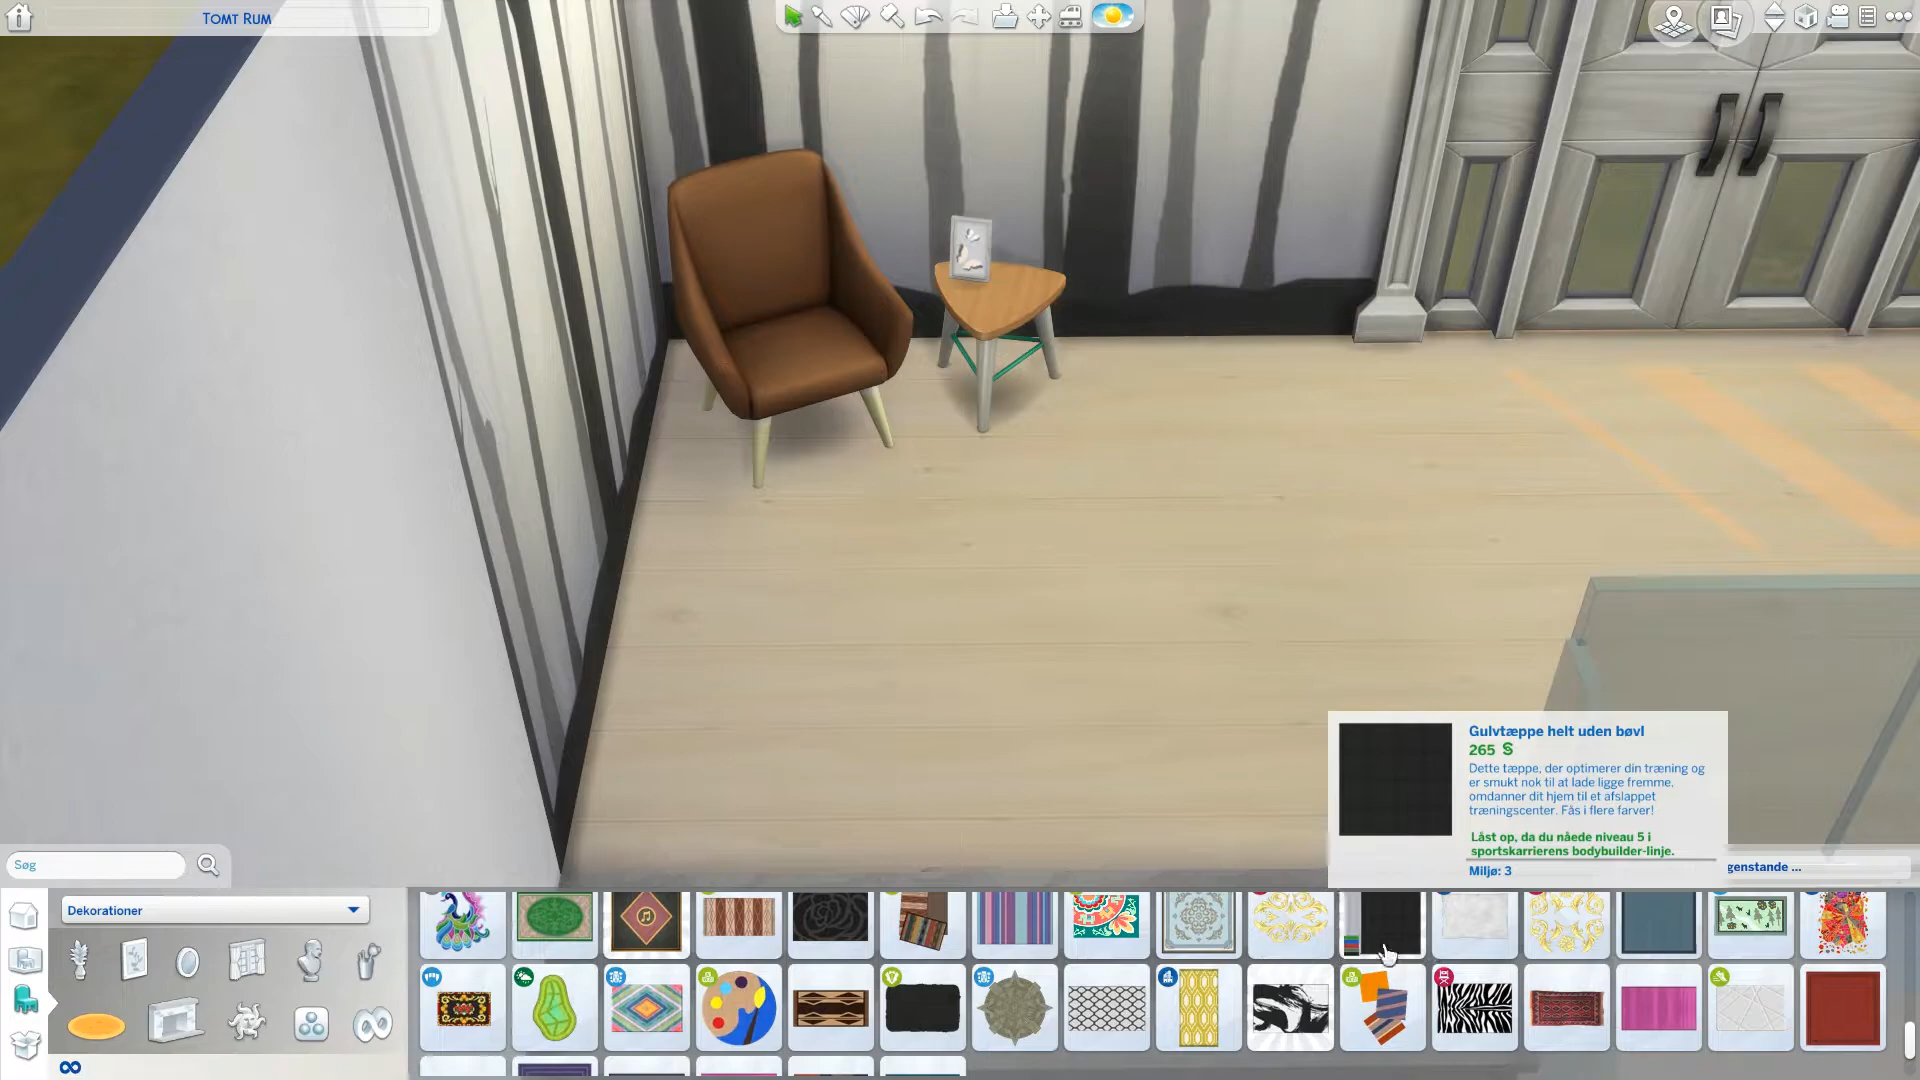 TOMT RUM
Gulvtæppe helt uden bøvl
265 §
Dette tæppe, der optimerer din træning og
er smukt nok til at lade ligge fremme,
omdanner dit hjem til et afslappet
træningscenter. Fås i flere farver!
Låst op, da du nåede niveau 5 i
sportskarrierens bodybuilder-linje.
Miljø: 3
genstande ...
Søg
Dekorationer